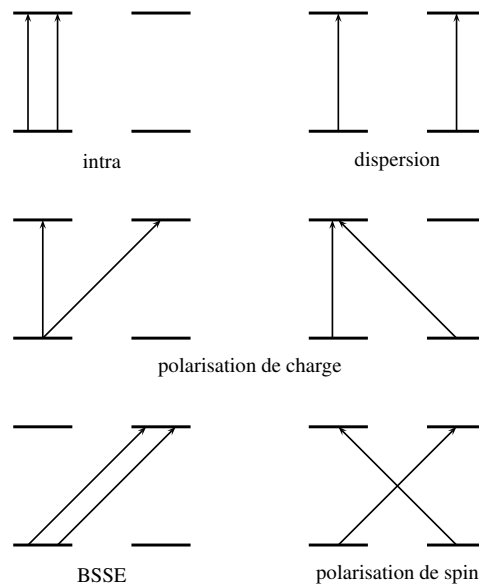 intra
dispersion
polarisation de charge
BSSE
polarisation de spin